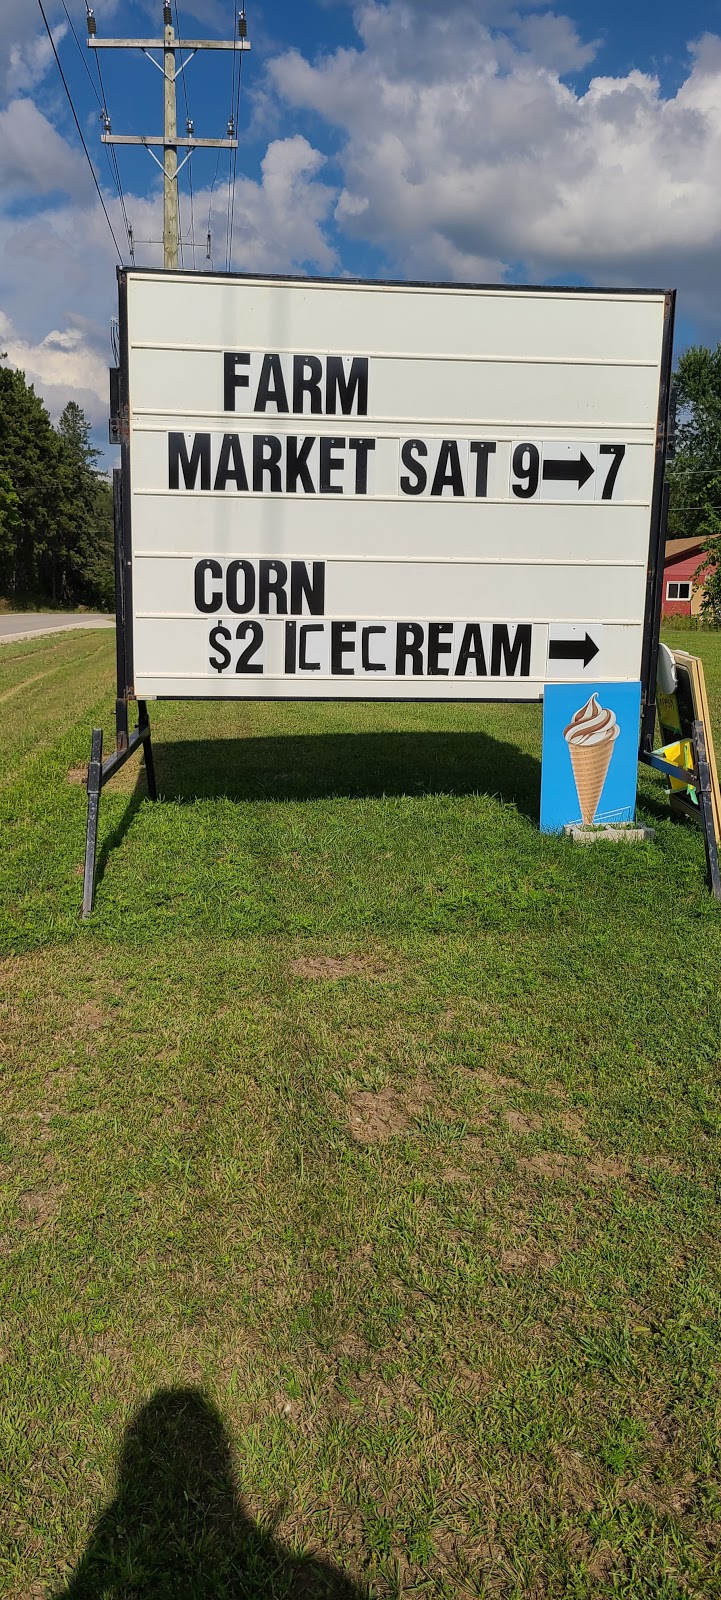 FARM
MARKET SAT 9→7
CORN
$2 ICECREAM →